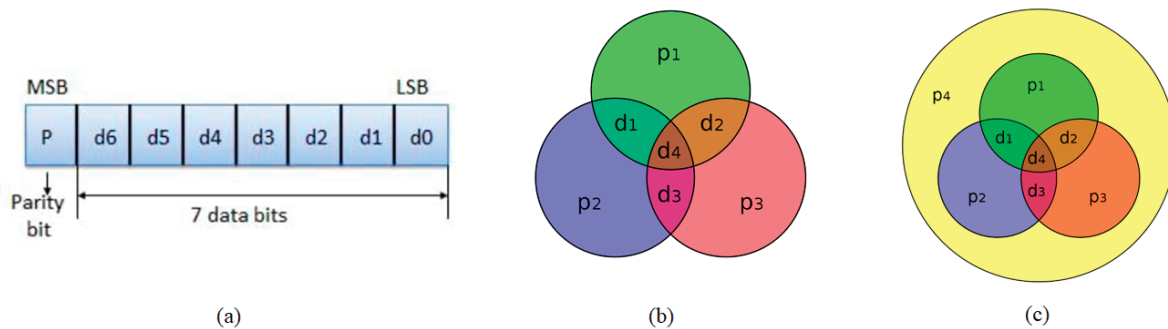 MSB LSB
P d6 d5 d4 d3 d2 d1 d0
Parity
bit
7 data bits
(a)
p1
d1 d2
d4
p2 d3 p3
(b)
p4
p1
d1 d2
d4
p2 d3 p3
(c)